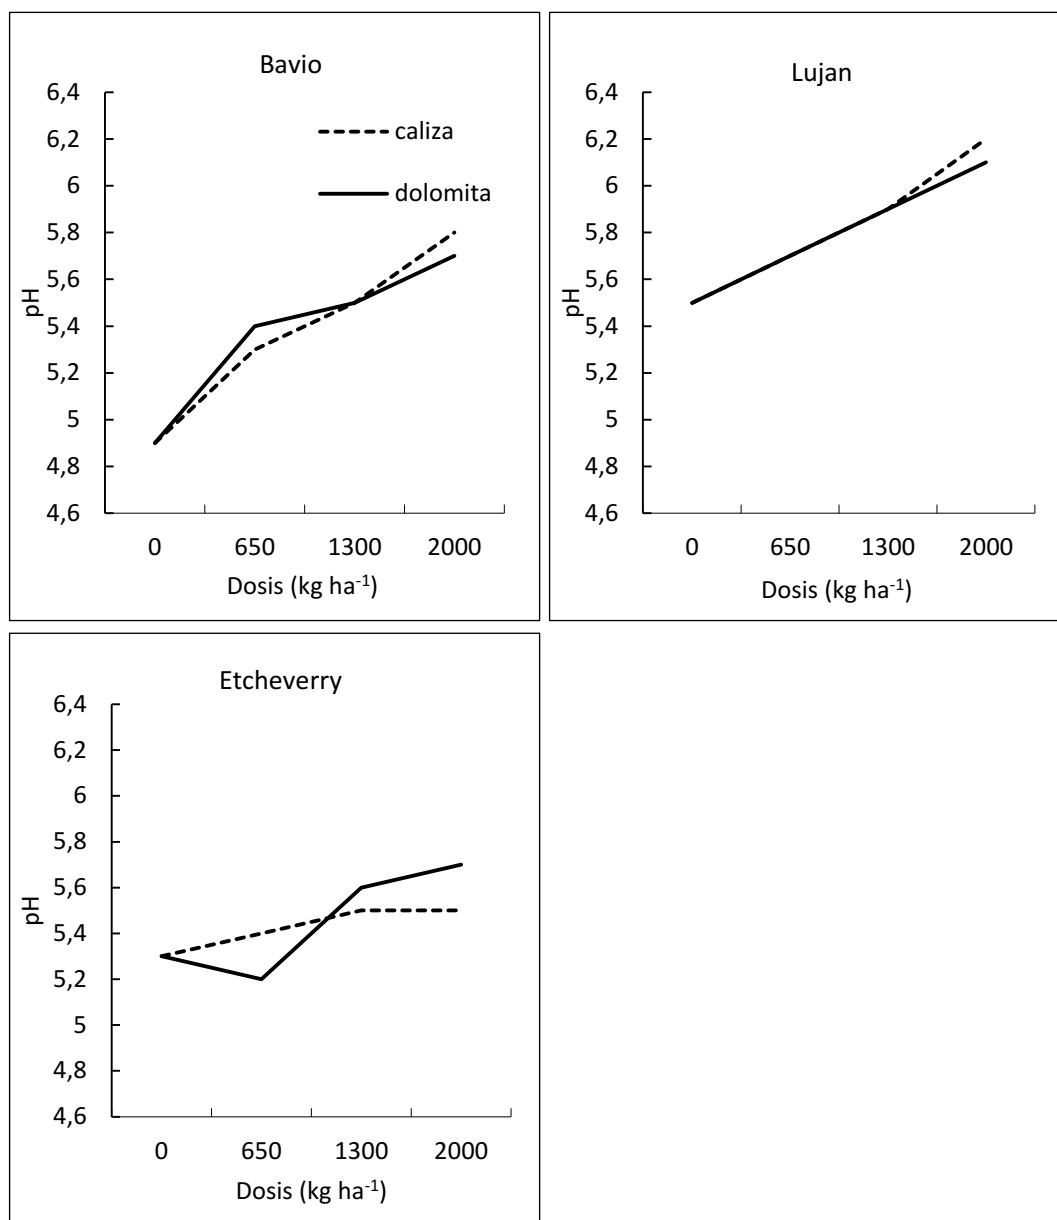 Bavio
6,4
6,2
6
5,8
5,6
5,4
5,2
5
4,8
4,6
pH
caliza
dolomita
0 650 1300 2000
Dosis (kg ha-1)
Lujan
6,4
6,2
6
5,8
5,6
5,4
5,2
5
4,8
4,6
pH
0 650 1300 2000
Dosis (kg ha-1)
Etcheverry
6,4
6,2
6
5,8
5,6
5,4
5,2
5
4,8
4,6
pH
0 650 1300 2000
Dosis (kg ha-1)